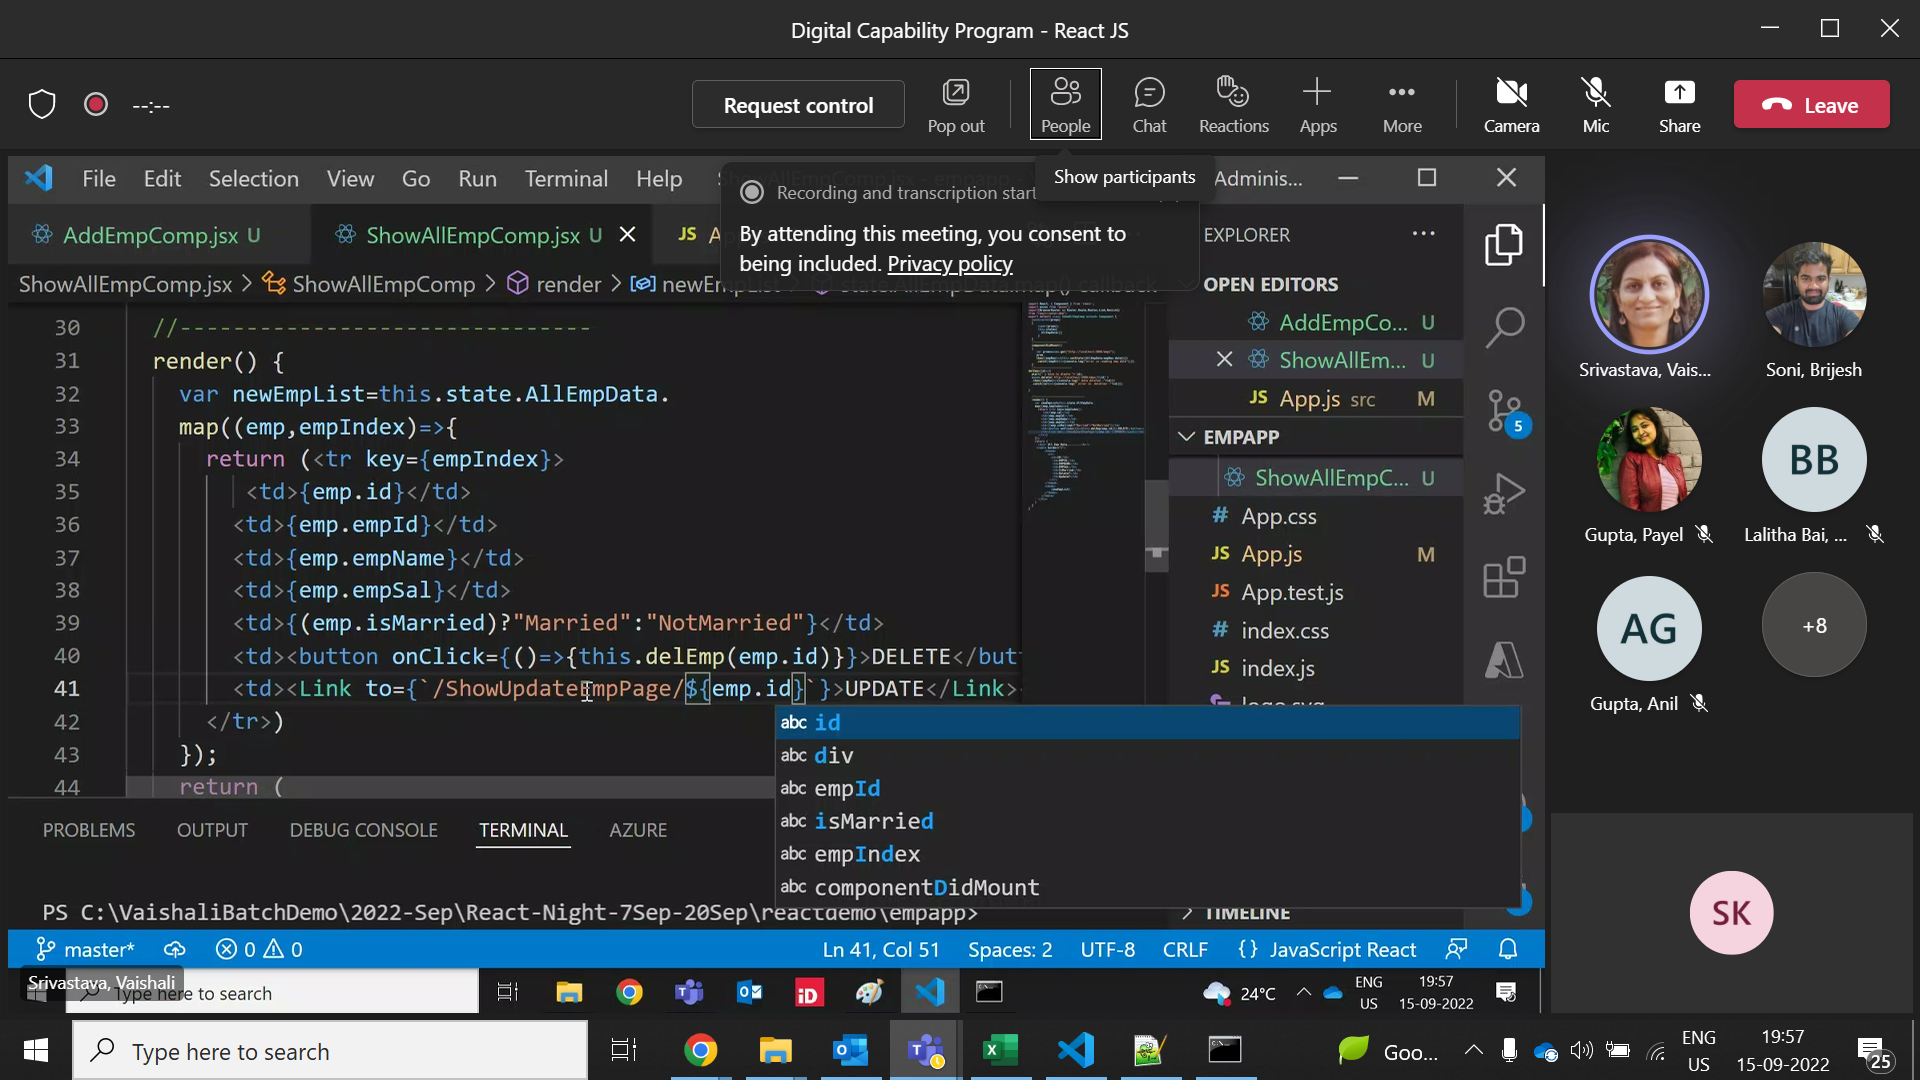 Digital Capability Program - React JS
--:--
Request control
Pop out
People
Chat
Reactions
Apps
More
Camera
Mic
Share
Leave
Show participants
File Edit Selection View Go Run Terminal Help
Adminis...
Recording and transcription start
By attending this meeting, you consent to
being included. Privacy policy
AddEmpComp.jsx U
ShowAllEmpComp.jsx U
JS A
ShowAllEmpComp.jsx > ShowAllEmpComp > render >
30 //-------------------------------
31 render() {
32 var newEmpList=this.state.AllEmpData.
33 map((emp,empIndex)=>{
34 return (<tr key={empIndex}>
35 <td>{emp.id}</td>
36 <td>{emp.empId}</td>
37 <td>{emp.empName}</td>
38 <td>{emp.empSal}</td>
39 <td>{(emp.isMarried)?"Married":"NotMarried"}</td>
40 <td><button onClick={()=>{this.delEmp(emp.id)}}>DELETE</but
41 <td><Link to={`/ShowUpdateEmpPage/${emp.id}`}>UPDATE</Link>
42 </tr>)
43 });
44 return (
abc id
abc div
abc empId
abc isMarried
abc empIndex
abc componentDidMount
EXPLORER
OPEN EDITORS
AddEmpCo... U
ShowAllEm... U
JS App.js src M
EMPAPP
ShowAllEmpC... U
# App.css
JS App.js M
JS App.test.js
# index.css
JS index.js
TIMELINE
5
PROBLEMS OUTPUT DEBUG CONSOLE TERMINAL AZURE
PS C:\VaishaliBatchDemo\2022-Sep\React-Night-7Sep-20Sep\reactdemo\empapp>
master* 0 0
Ln 41, Col 51 Spaces: 2 UTF-8 CRLF {} JavaScript React
Srivastava, Vaishali
Type here to search
iD
24°C
ENG
US
19:57
15-09-2022
Srivastava, Vais...
Soni, Brijesh
Gupta, Payel
BB
Lalitha Bai, ...
AG
Gupta, Anil
+8
SK
Type here to search
Goo...
ENG
US
19:57
15-09-2022
25